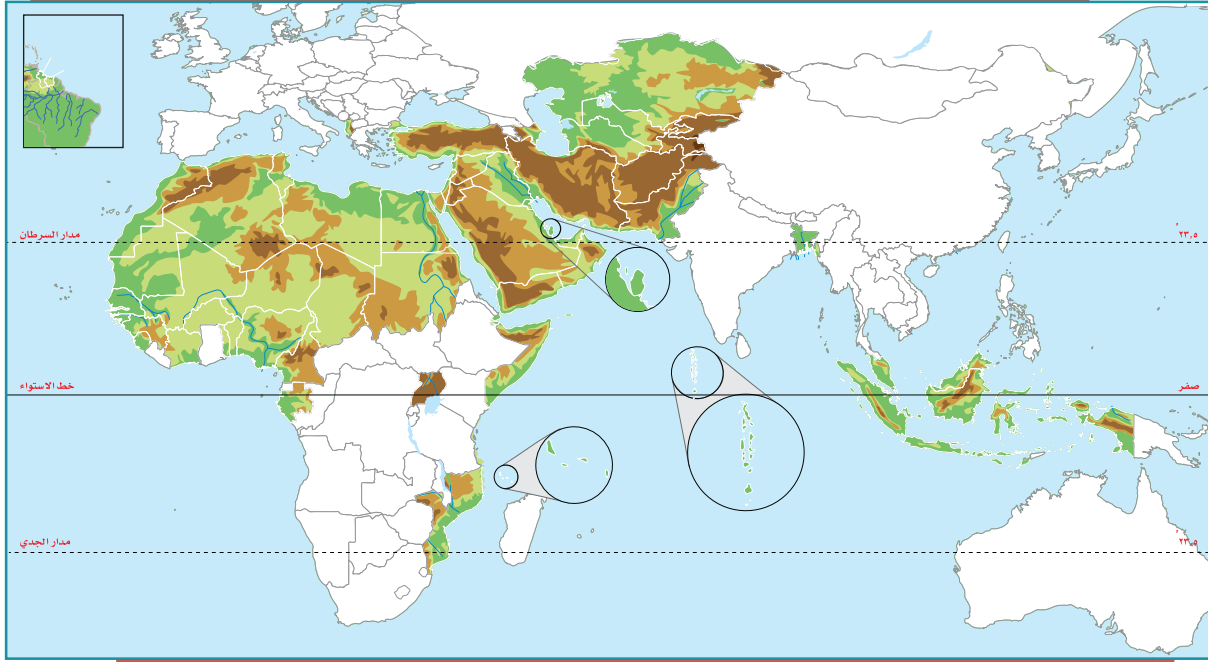 مدار السرطان
٢٣,٥
خط الاستواء
صفر
مدار الجدي
٢٣,٥